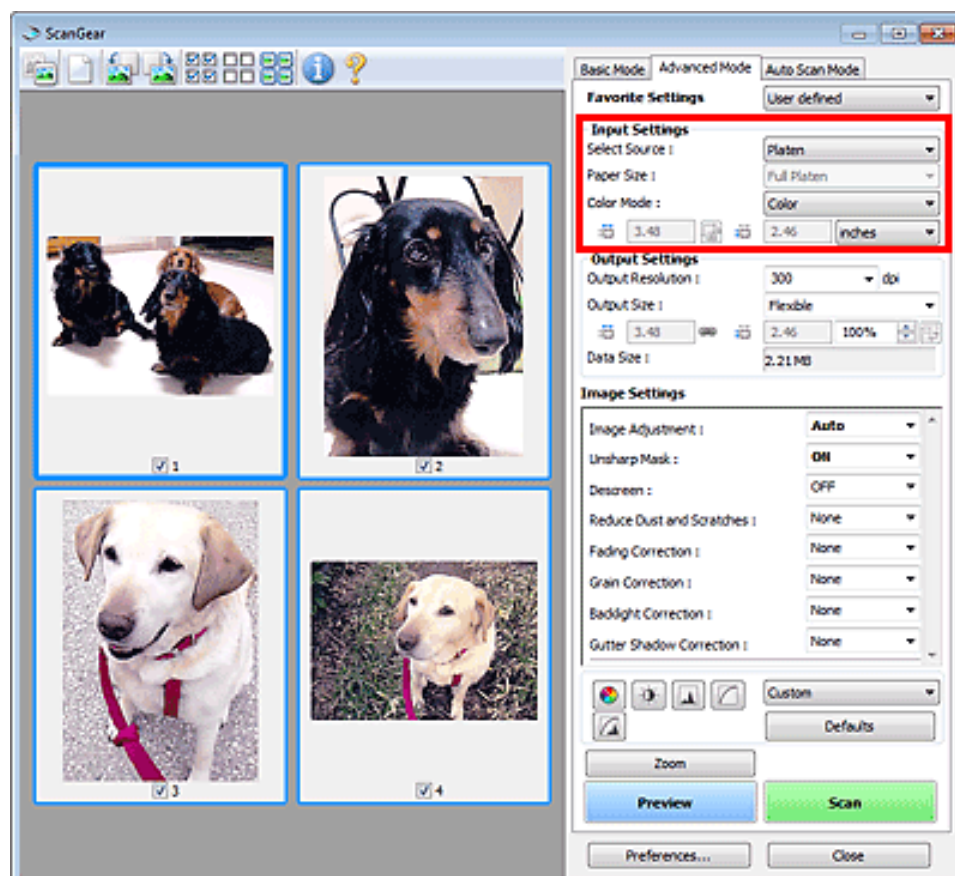 ScanGear
Basic Mode Advanced Mode Auto Scan Mode
Favorite Settings User defined
Input Settings
Select Source : Platen
Paper Size : Full Platen
Color Mode : Color
3.48 2.46 inches
Output Settings
Output Resolution : 300 dpi
Output Size : Flexible
3.48 2.46 100%
Data Size : 2.21MB
Image Settings
Image Adjustment : Auto
Unsharp Mask : ON
Descreen : OFF
Reduce Dust and Scratches : None
Fading Correction : None
Grain Correction : None
Backlight Correction : None
Gutter Shadow Correction : None
Custom
Defaults
Zoom
Preview Scan
Preferences... Close
1
2
3
4